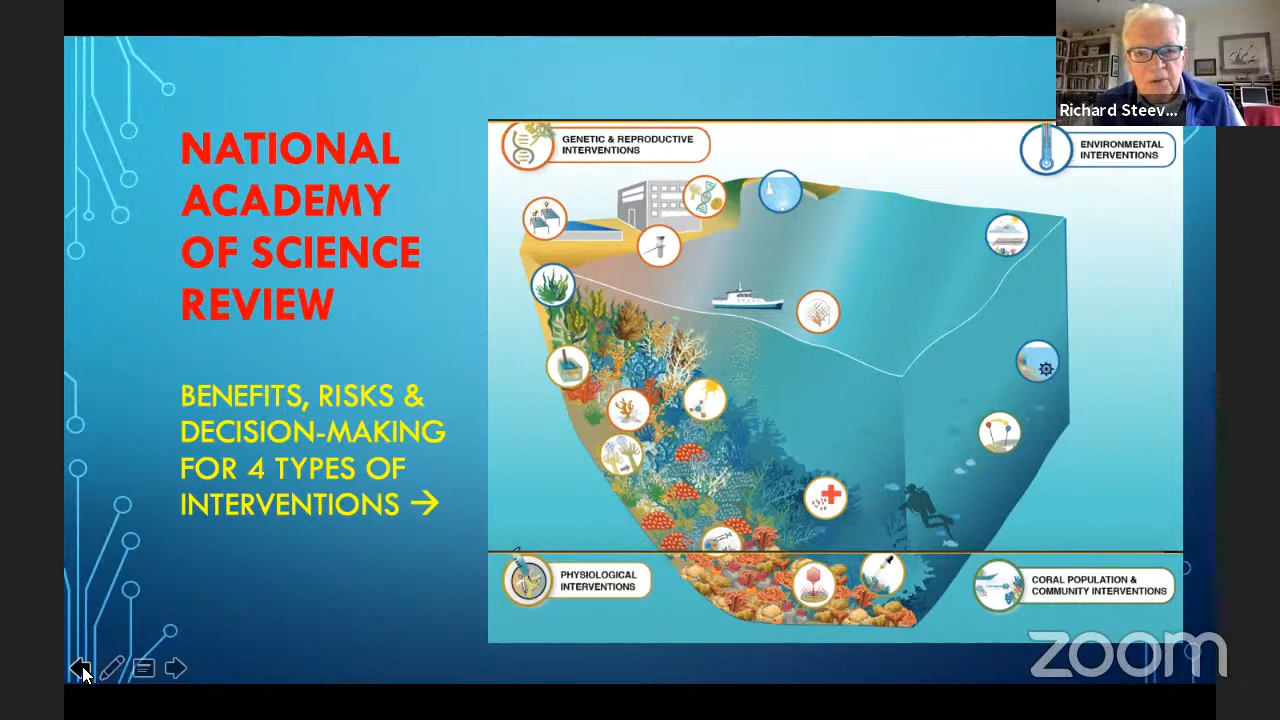 Richard Steev...
NATIONAL
ACADEMY
OF SCIENCE
REVIEW
BENEFITS, RISKS &
DECISION-MAKING
FOR 4 TYPES OF
INTERVENTIONS →
GENETIC & REPRODUCTIVE
INTERVENTIONS
ENVIRONMENTAL
INTERVENTIONS
PHYSIOLOGICAL
INTERVENTIONS
CORAL POPULATION &
COMMUNITY INTERVENTIONS
zoom